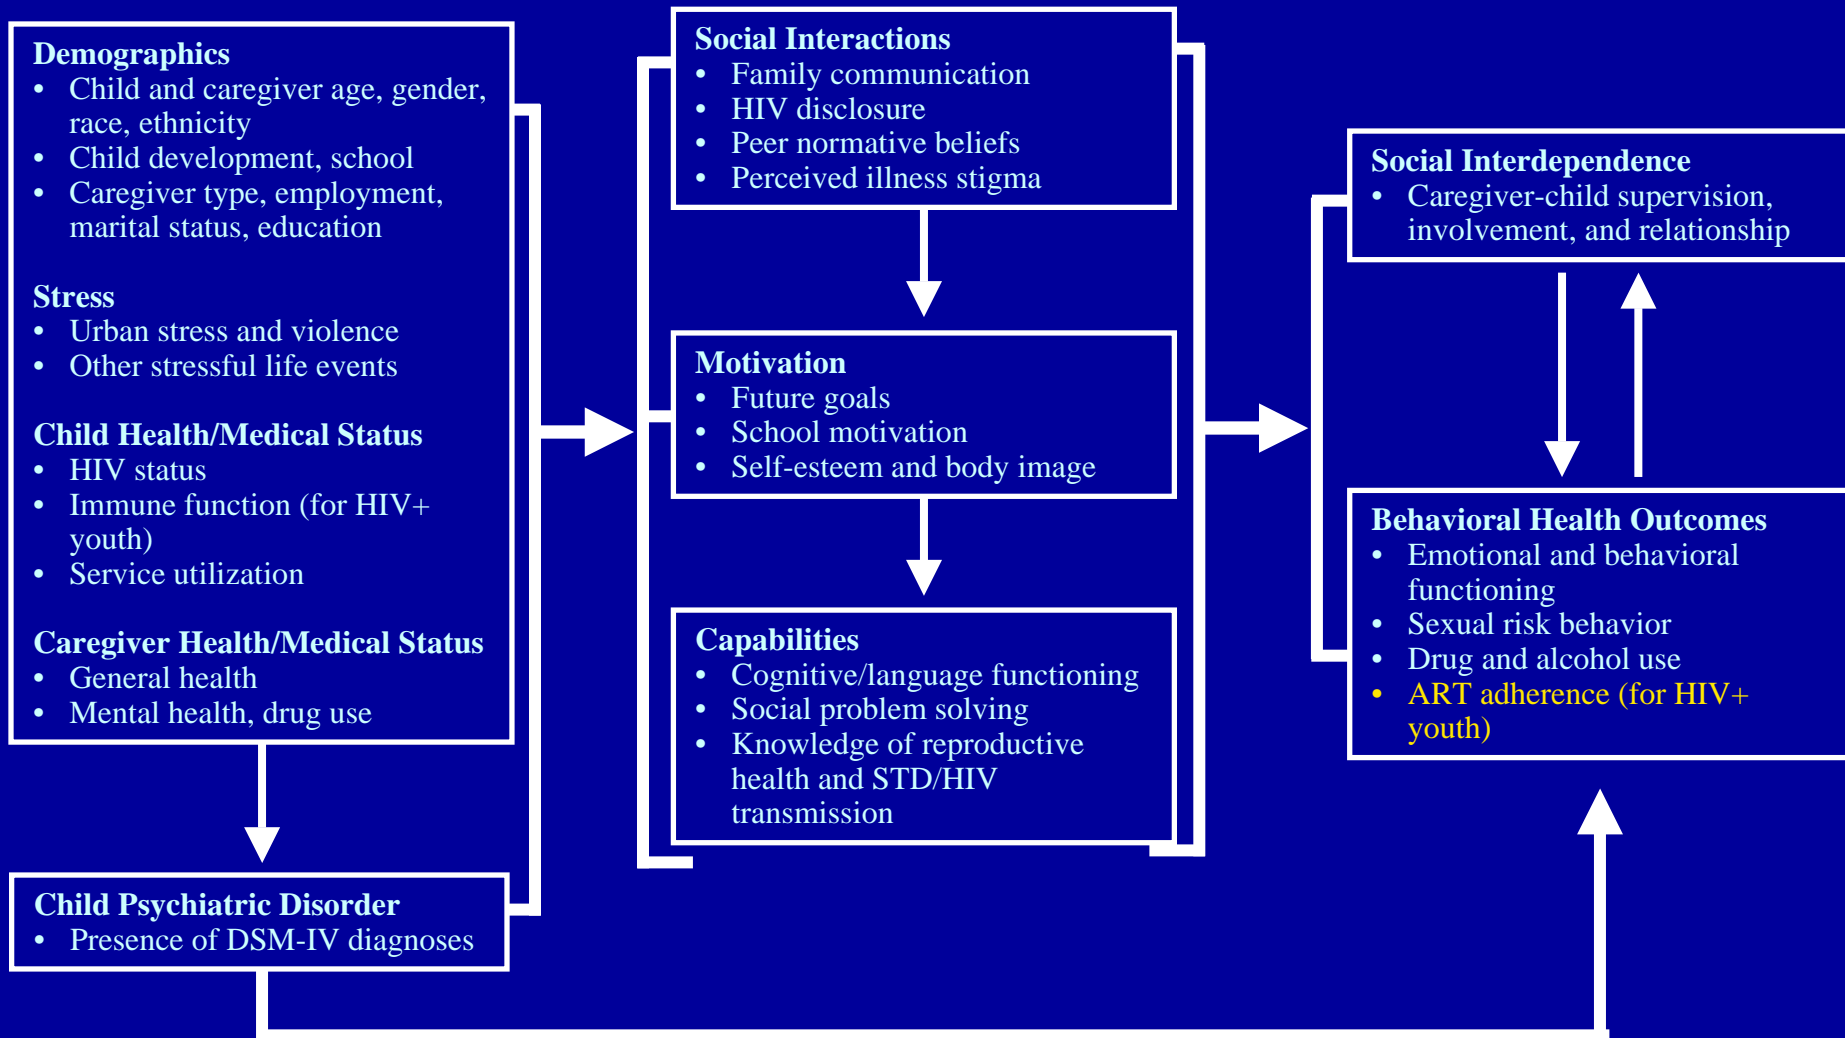 Demographics
• Child and caregiver age, gender,
race, ethnicity
• Child development, school
• Caregiver type, employment,
marital status, education
Stress
• Urban stress and violence
• Other stressful life events
Child Health/Medical Status
• HIV status
• Immune function (for HIV+
youth)
• Service utilization
Caregiver Health/Medical Status
• General health
• Mental health, drug use
Child Psychiatric Disorder
• Presence of DSM-IV diagnoses
Social Interactions
• Family communication
• HIV disclosure
• Peer normative beliefs
• Perceived illness stigma
Motivation
• Future goals
• School motivation
• Self-esteem and body image
Capabilities
• Cognitive/language functioning
• Social problem solving
• Knowledge of reproductive
health and STD/HIV
transmission
Social Interdependence
• Caregiver-child supervision,
involvement, and relationship
Behavioral Health Outcomes
• Emotional and behavioral
functioning
• Sexual risk behavior
• Drug and alcohol use
• ART adherence (for HIV+
youth)